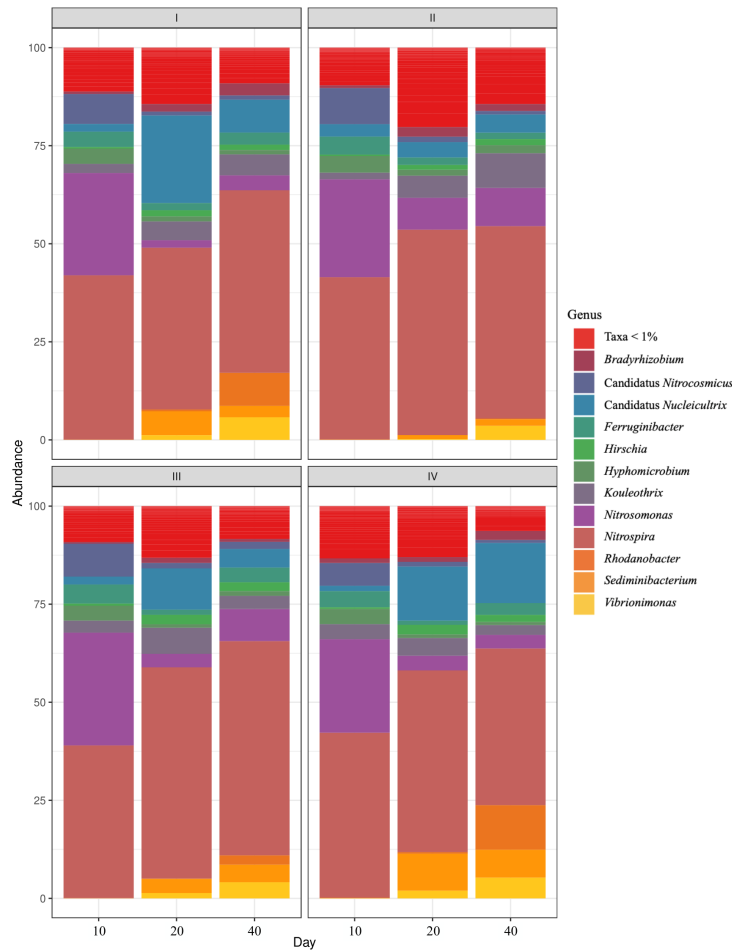 I
II
100
75
50
25
0
Abundance
III
IV
100
75
50
25
0
10
20
40
10
20
40
Day
Genus
Taxa < 1%
Bradyrhizobium
Candidatus Nitrocosmicus
Candidatus Nucleicultrix
Ferruginibacter
Hirschia
Hyphomicrobium
Kouleothrix
Nitrosomonas
Nitrospira
Rhodanobacter
Sediminibacterium
Vibrionimonas